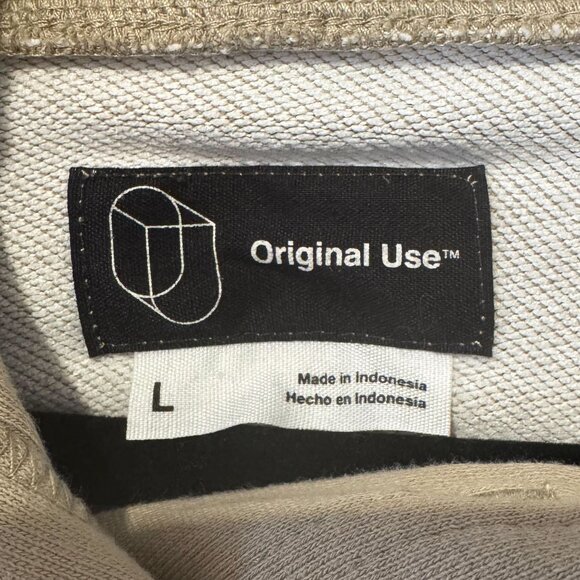 Original Use™
L
Made in Indonesia
Hecho en Indonesia